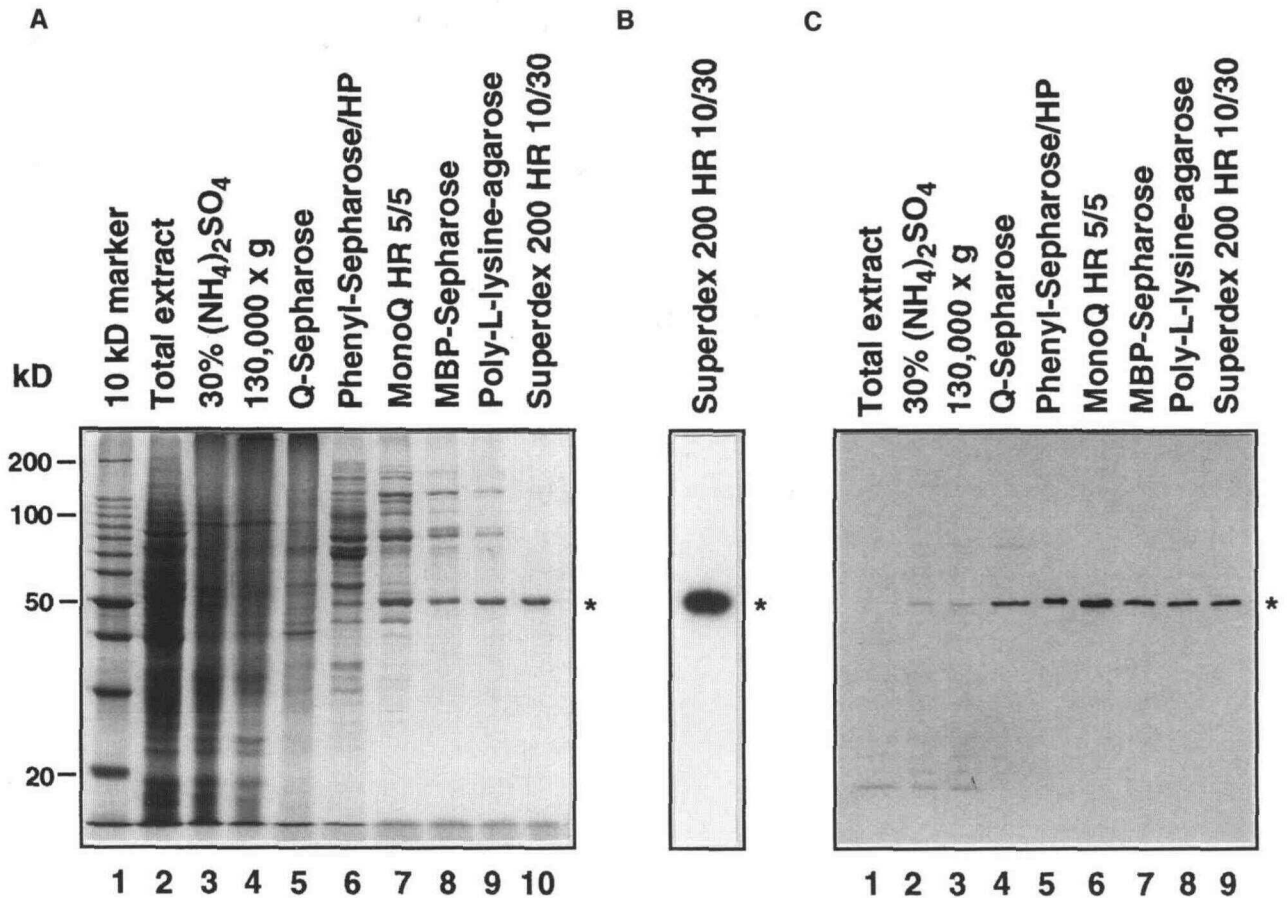 A
B
C
kD
10 kD marker
Total extract
30% (NH4)2SO4
130,000 x g
Q-Sepharose
Phenyl-Sepharose/HP
MonoQ HR 5/5
MBP-Sepharose
Poly-L-lysine-agarose
Superdex 200 HR 10/30
Superdex 200 HR 10/30
Total extract
30% (NH4)2SO4
130,000 x g
Q-Sepharose
Phenyl-Sepharose/HP
MonoQ HR 5/5
MBP-Sepharose
Poly-L-lysine-agarose
Superdex 200 HR 10/30
200
100
50
20
*
*
*
1 2 3 4 5 6 7 8 9 10
1 2 3 4 5 6 7 8 9